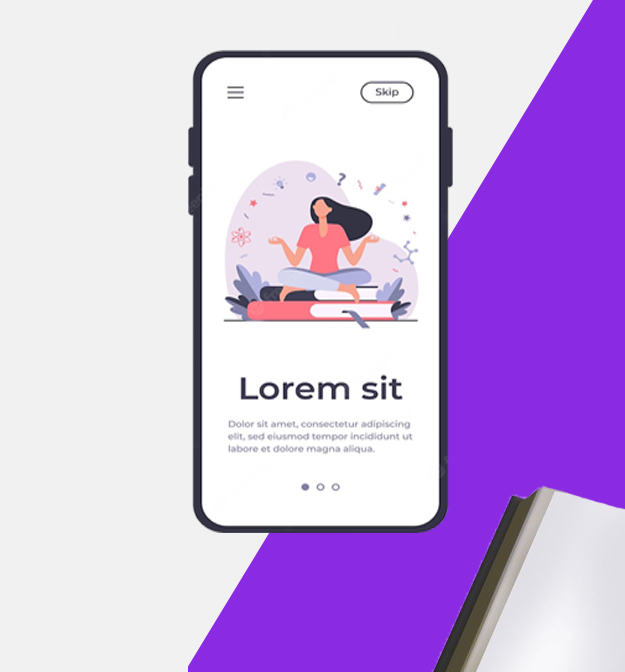 Skip
?
Lorem sit
Dolor sit amet, consectetur adipiscing
elit, sed eiusmod tempor incididunt ut
labore et dolore magna aliqua.